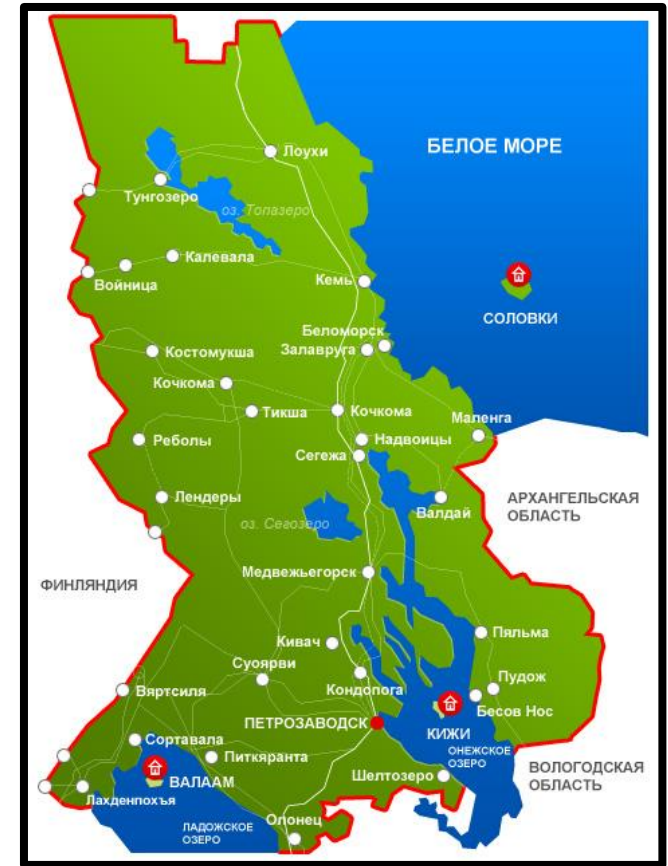 БЕЛОЕ МОРЕ
Лоухи
Тунгозеро
оз. Топазеро
Калевала
Войница
Кемь
СОЛОВКИ
Беломорск
Залавруга
Костомукша
Кочкома
Тикша
Кочкома
Маленга
Реболы
Надвоицы
Сегежа
Лендеры
Валдай
АРХАНГЕЛЬСКАЯ
ОБЛАСТЬ
оз. Сегозеро
Медвежьегорск
ФИНЛЯНДИЯ
Кивач
Пяльма
Суоярви
Кондопога
Пудож
Вяртсиля
Бесов Нос
ПЕТРОЗАВОДСК
КИЖИ
Сортавала
ОНЕЖСКОЕ
ОЗЕРО
Питкяранта
ВАЛААМ
Шелтозеро
ВОЛОГОДСКАЯ
ОБЛАСТЬ
Лахденпохъя
Олонец
ЛАДОЖСКОЕ
ОЗЕРО